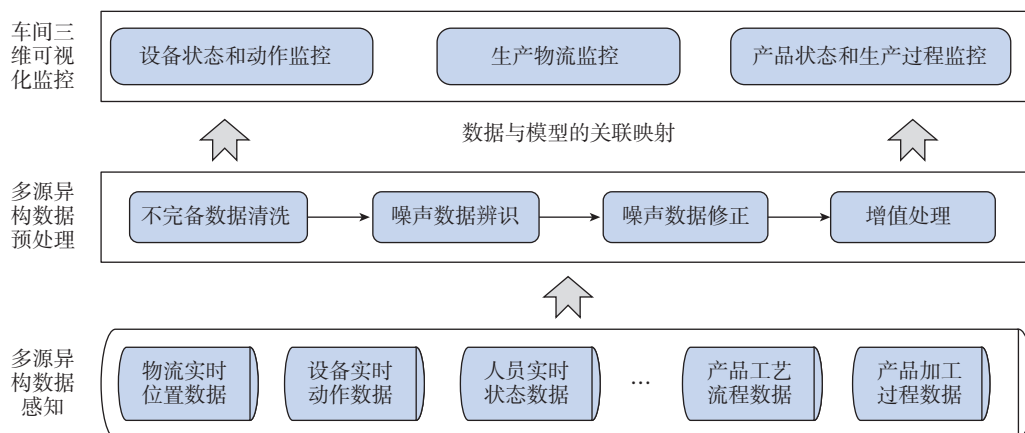 车间三
维可视
化监控
设备状态和动作监控
生产物流监控
产品状态和生产过程监控
数据与模型的关联映射
多源异
构数据
预处理
不完备数据清洗
噪声数据辨识
噪声数据修正
增值处理
多源异
构数据
感知
物流实时
位置数据
设备实时
动作数据
人员实时
状态数据
…
产品工艺
流程数据
产品加工
过程数据